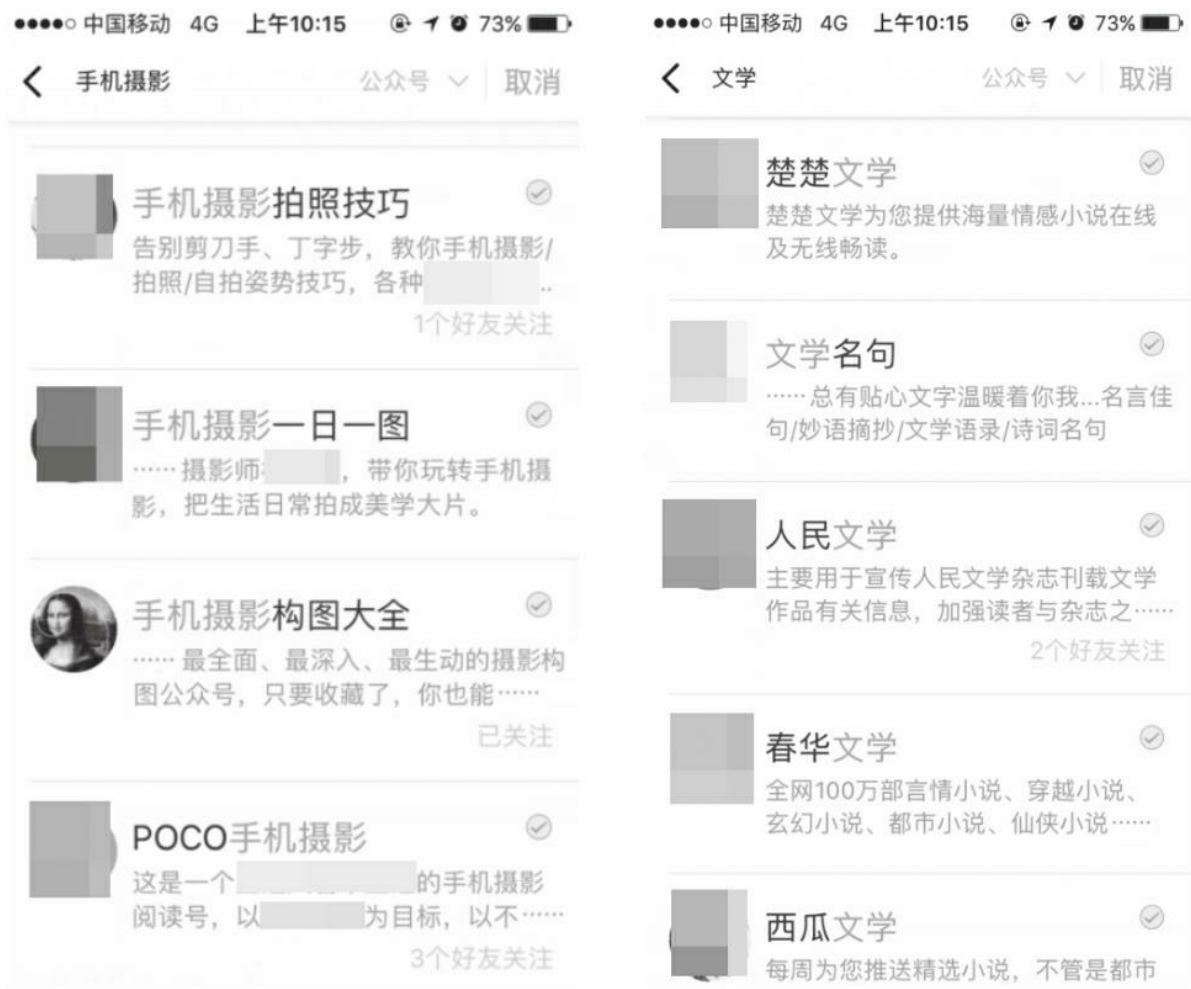 中国移动 4G 上午10:15 73%
手机摄影 公众号 取消
手机摄影拍照技巧
告别剪刀手、丁字步，教你手机摄影/
拍照/自拍姿势技巧，各种 ..
1个好友关注
手机摄影一日一图
……摄影师 ，带你玩转手机摄
影，把生活日常拍成美学大片。
手机摄影构图大全
……最全面、最深入、最生动的摄影构
图公众号，只要收藏了，你也能……
已关注
POCO手机摄影
这是一个 的手机摄影
阅读号，以 为目标，以不……
3个好友关注
中国移动 4G 上午10:15 73%
文学 公众号 取消
楚楚文学
楚楚文学为您提供海量情感小说在线
及无线畅读。
文学名句
……总有贴心文字温暖着你我...名言佳
句/妙语摘抄/文学语录/诗词名句
人民文学
主要用于宣传人民文学杂志刊载文学
作品有关信息，加强读者与杂志之……
2个好友关注
春华文学
全网100万部言情小说、穿越小说、
玄幻小说、都市小说、仙侠小说……
西瓜文学
每周为您推送精选小说，不管是都市